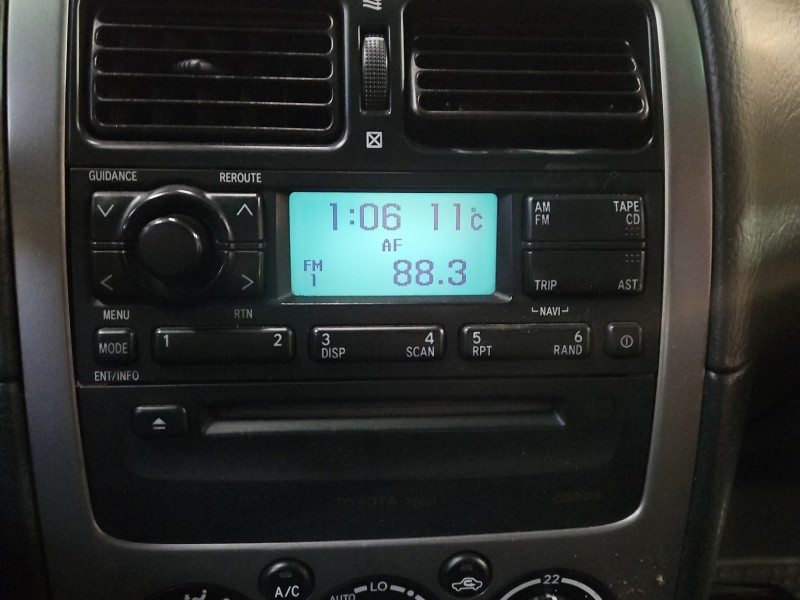 GUIDANCE REROUTE
1:06 11°C
AF
FM 88.3
1
AM TAPE
FM CD
TRIP AST
MENU RTN NAVI
MODE 1 2 3 4 5 6
DISP SCAN RPT RAND
ENT/INFO
TOYOTA
A/C AUTO LO 22